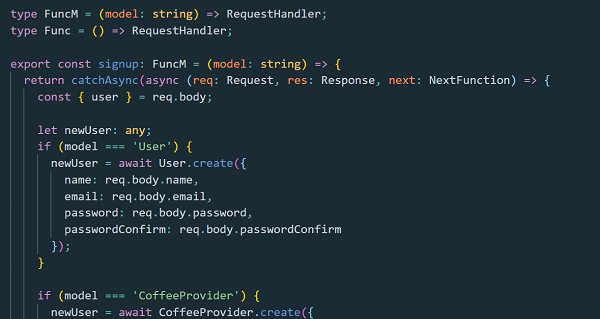 type FuncM = (model: string) => RequestHandler;
type Func = () => RequestHandler;

export const signup: FuncM = (model: string) => {
  return catchAsync(async (req: Request, res: Response, next: NextFunction) => {
    const { user } = req.body;

    let newUser: any;
    if (model === 'User') {
      newUser = await User.create({
        name: req.body.name,
        email: req.body.email,
        password: req.body.password,
        passwordConfirm: req.body.passwordConfirm
      });
    }

    if (model === 'CoffeeProvider') {
      newUser = await CoffeeProvider.create({